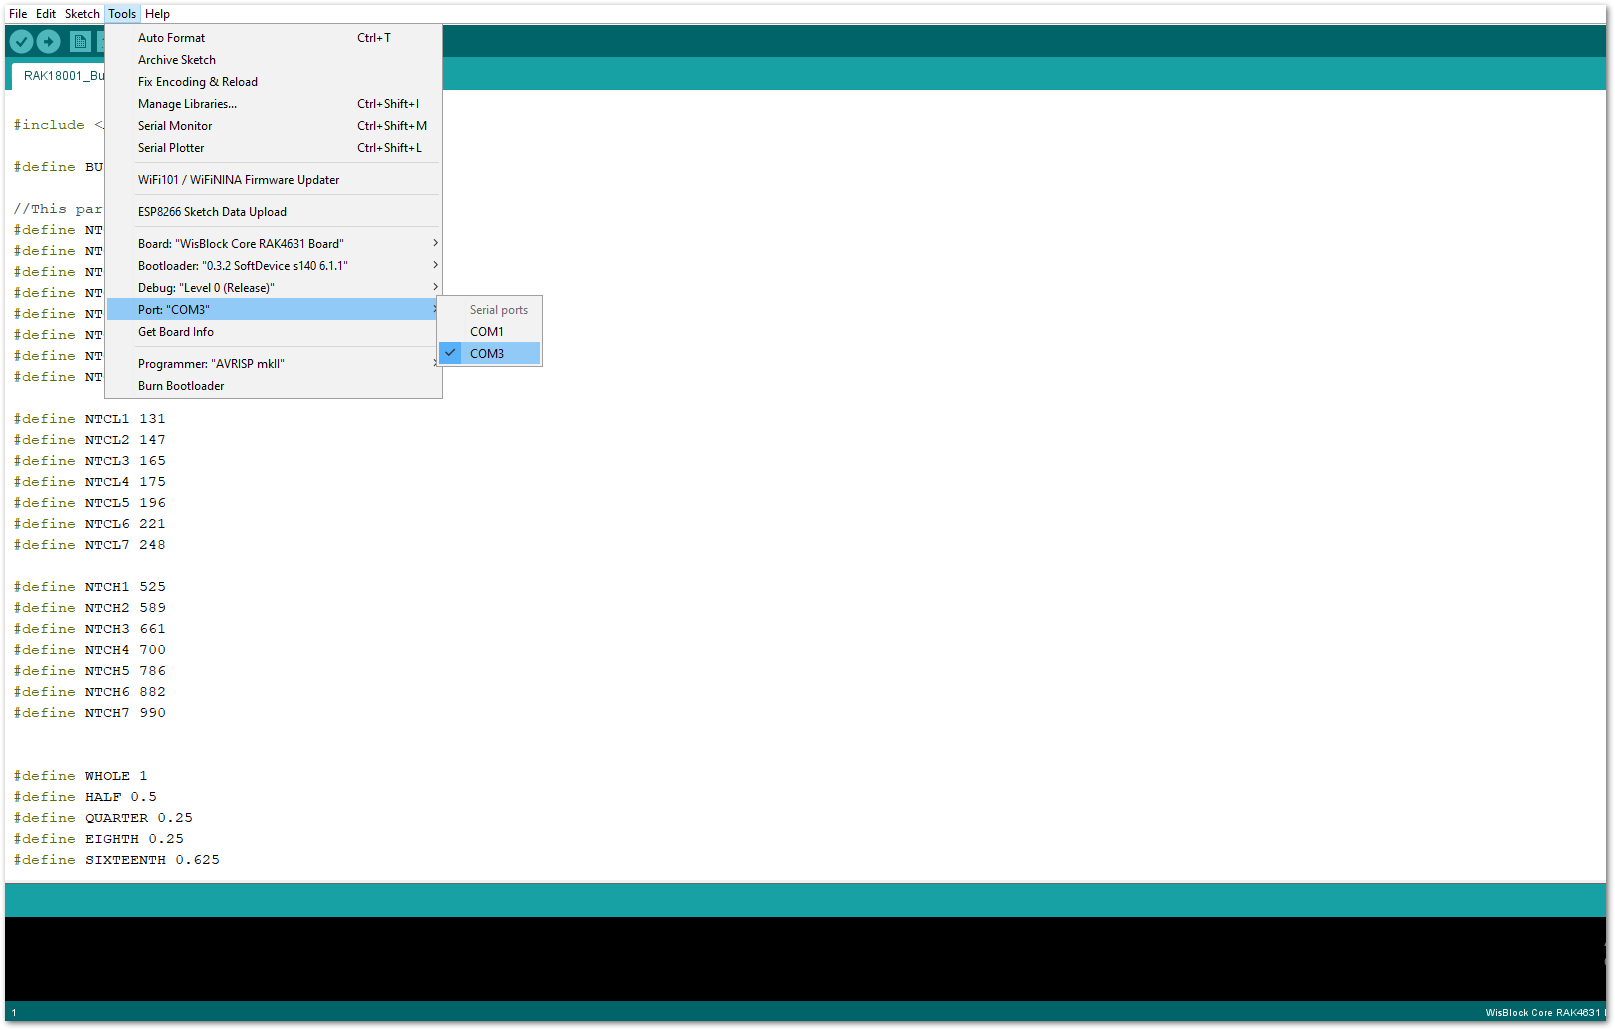 File Edit Sketch Tools Help
Auto Format Ctrl+T
Archive Sketch
Fix Encoding & Reload
Manage Libraries... Ctrl+Shift+I
Serial Monitor Ctrl+Shift+M
Serial Plotter Ctrl+Shift+L
WiFi101 / WiFiNINA Firmware Updater
ESP8266 Sketch Data Upload
Board: "WisBlock Core RAK4631 Board"
Bootloader: "0.3.2 SoftDevice s140 6.1.1"
Debug: "Level 0 (Release)"
Port: "COM3"
Get Board Info
Programmer: "AVRISP mkII"
Burn Bootloader
Serial ports
COM1
COM3
RAK18001_Bu
#include <
#define BU
//This par
#define NT
#define NT
#define NT
#define NT
#define NT
#define NT
#define NT
#define NT
#define NTCL1 131
#define NTCL2 147
#define NTCL3 165
#define NTCL4 175
#define NTCL5 196
#define NTCL6 221
#define NTCL7 248
#define NTCH1 525
#define NTCH2 589
#define NTCH3 661
#define NTCH4 700
#define NTCH5 786
#define NTCH6 882
#define NTCH7 990
#define WHOLE 1
#define HALF 0.5
#define QUARTER 0.25
#define EIGHTH 0.25
#define SIXTEENTH 0.625
1 WisBlock Core RAK4631